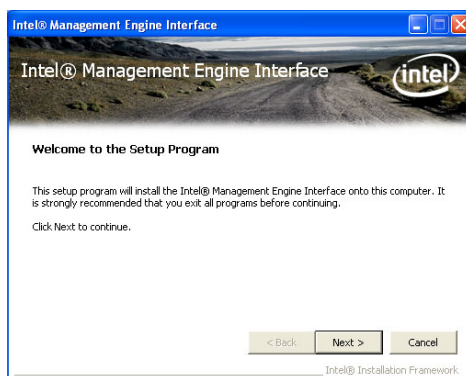 Intel® Management Engine Interface
Intel® Management Engine Interface
intel
Welcome to the Setup Program
This setup program will install the Intel® Management Engine Interface onto this computer. It
is strongly recommended that you exit all programs before continuing.
Click Next to continue.
< Back
Next >
Cancel
Intel® Installation Framework